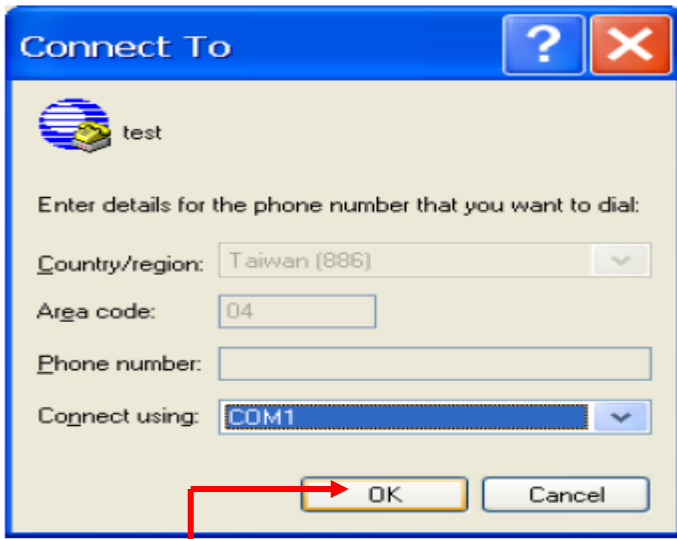 Connect To
test
Enter details for the phone number that you want to dial:
Country/region: Taiwan (886)
Area code: 04
Phone number:
Connect using: COM1
OK Cancel